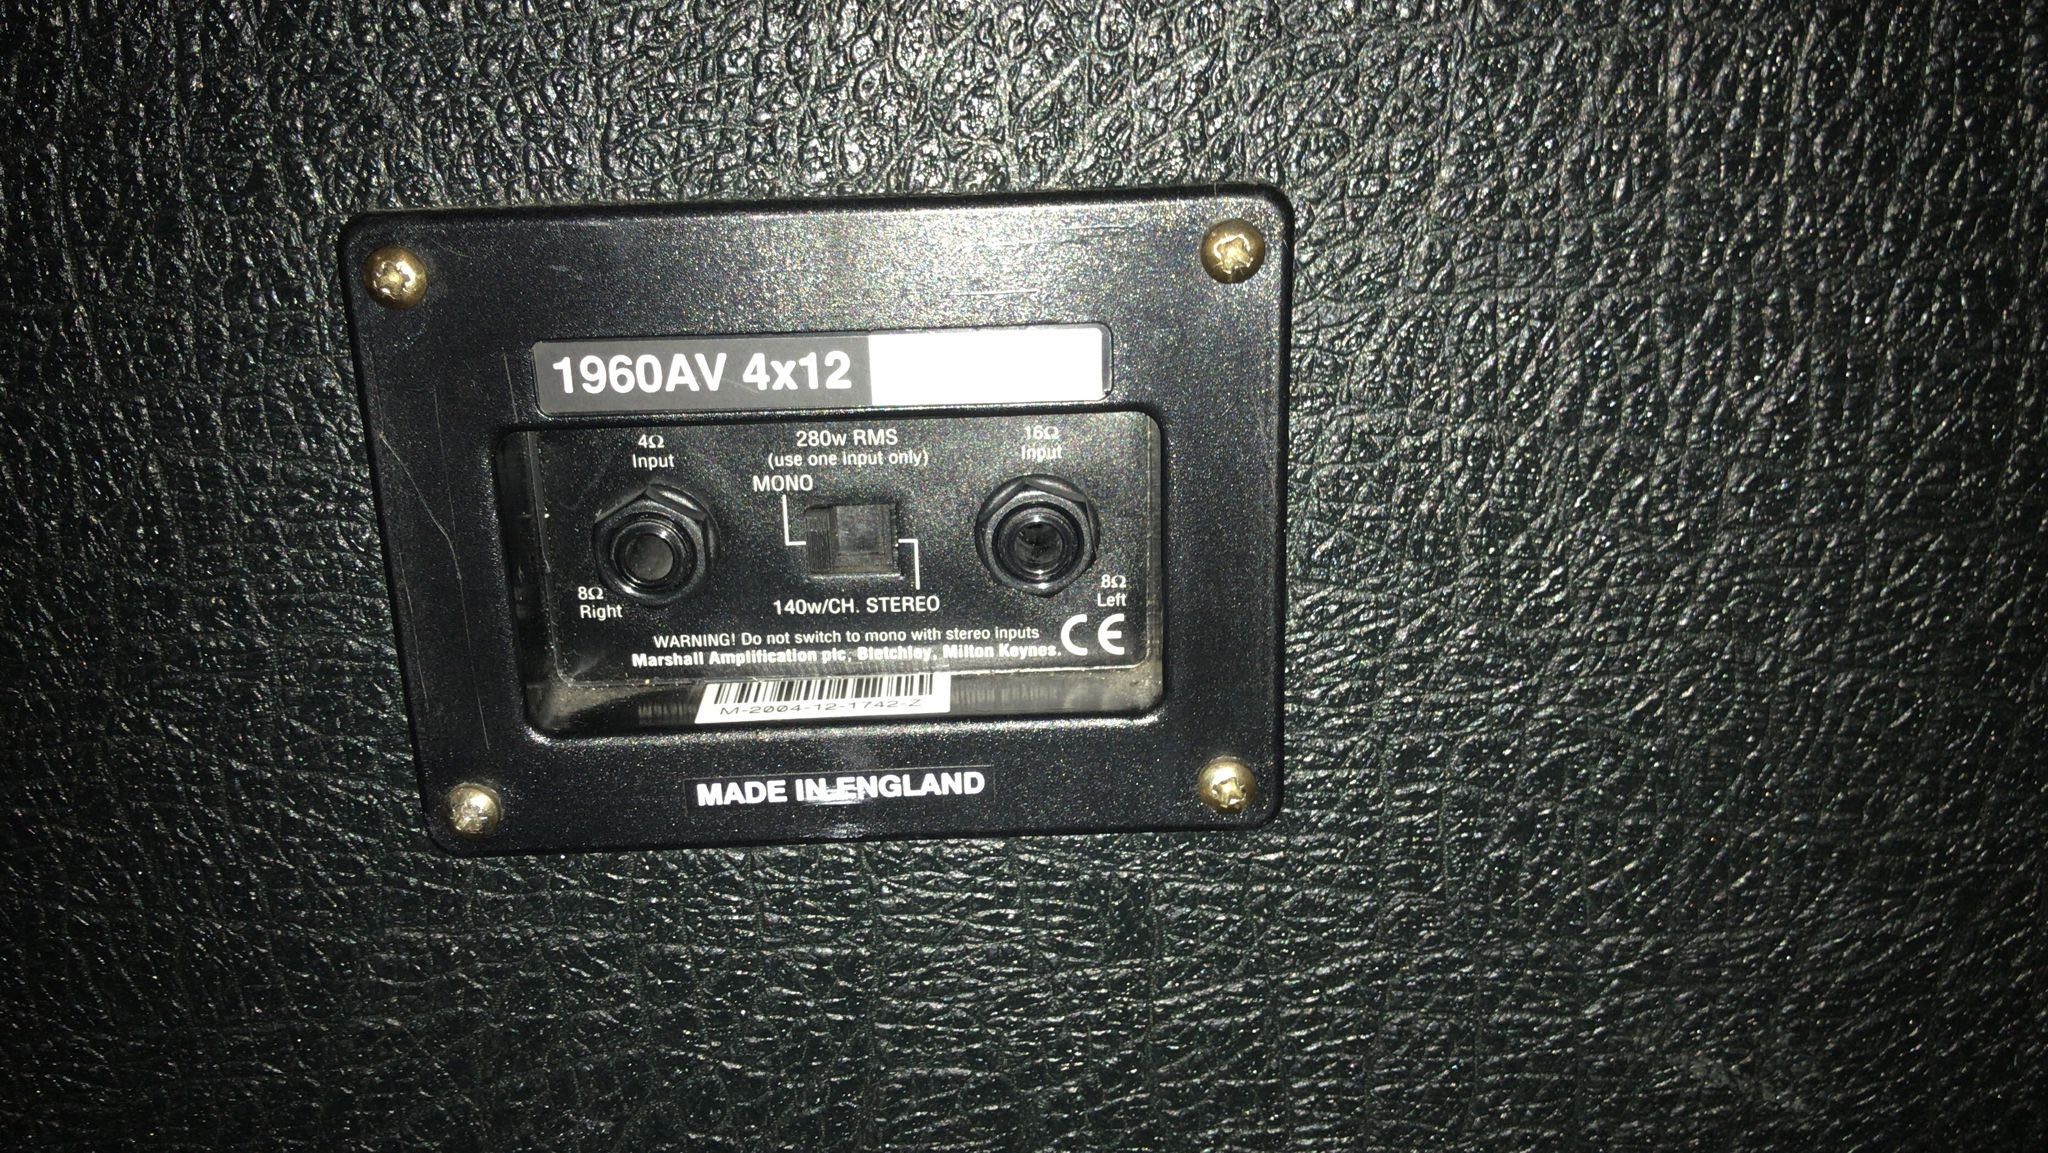 1960AV 4x12
4Ω
Input
280w RMS
(use one input only)
MONO
16Ω
Input
8Ω
Right
140w/CH. STEREO
8Ω
Left
WARNING! Do not switch to mono with stereo inputs
Marshall Amplification plc, Bletchley, Milton Keynes.
CE
M-2004-12-1742-Z
MADE IN ENGLAND